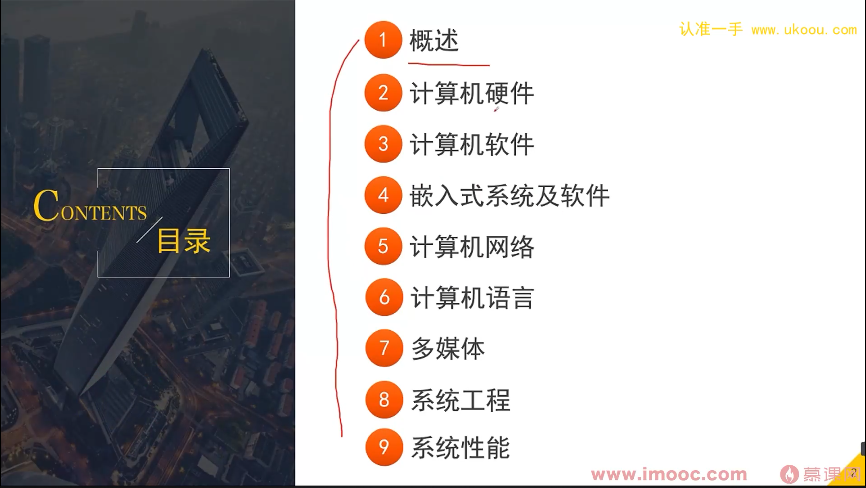 认准一手 www.ukoou.com
CONTENTS
目录
1 概述
2 计算机硬件
3 计算机软件
4 嵌入式系统及软件
5 计算机网络
6 计算机语言
7 多媒体
8 系统工程
9 系统性能
www.imooc.com
慕课网
2